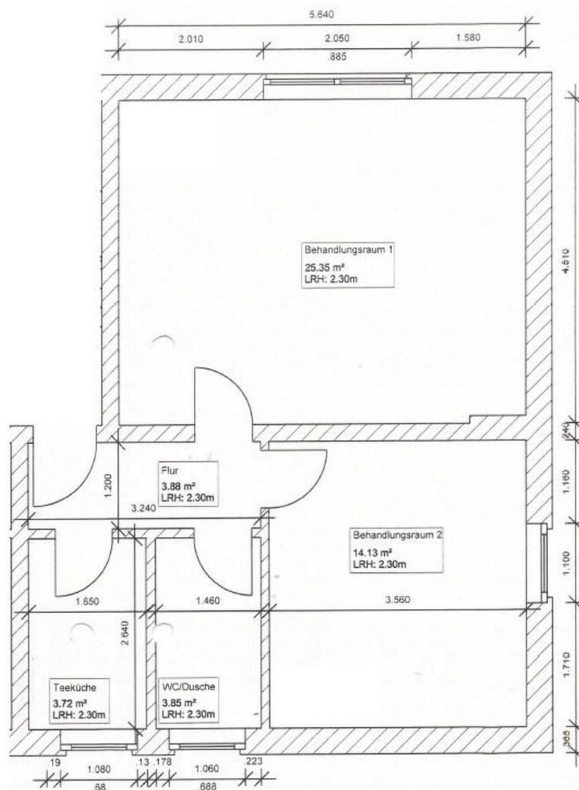 5.640
2.010 2.050 1.580
.885
4.510
Behandlungsraum 1
25.35 m²
LRH: 2.30m
.240
Flur
3.88 m²
LRH: 2.30m
1.200
3.240
1.160
Behandlungsraum 2
14.13 m²
LRH: 2.30m
1.100
1.650 1.460 3.560
2.640
1.710
Teeküche
3.72 m²
LRH: 2.30m
WC/Dusche
3.85 m²
LRH: 2.30m
.365
.19 1.080 .13 .178 1.060 .223
.68 .688